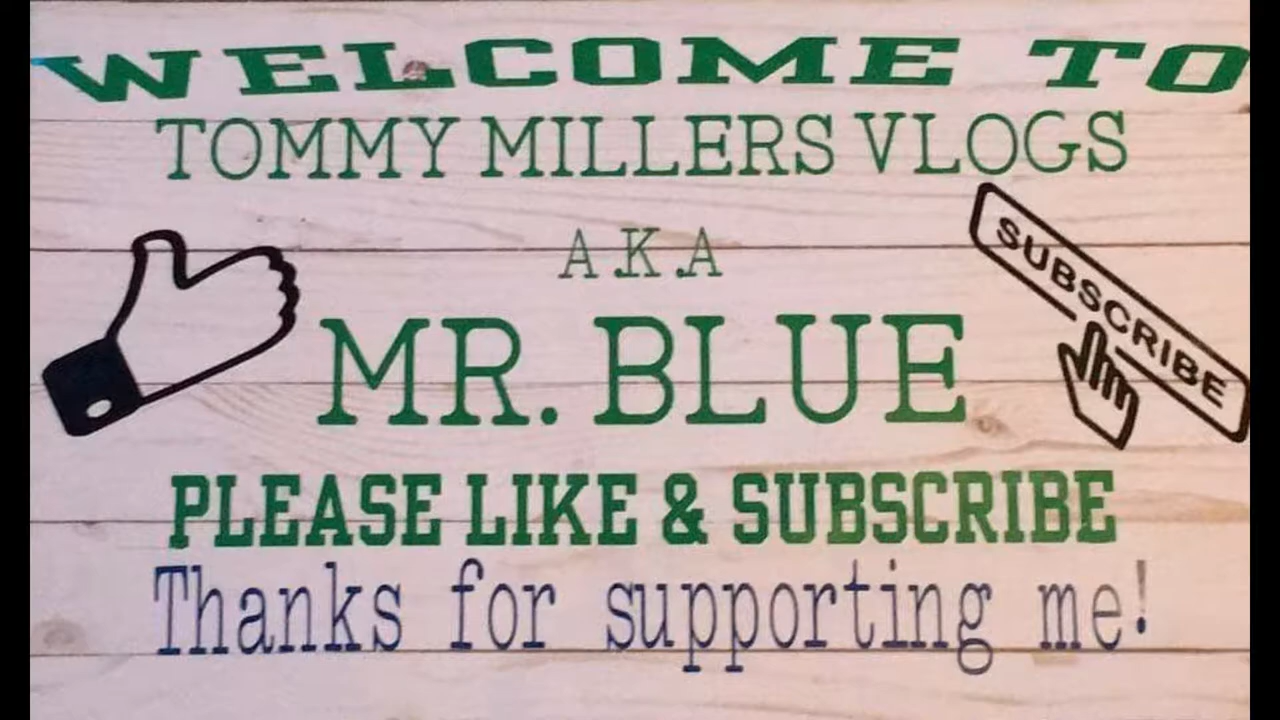 WELCOME TO
TOMMY MILLERS VLOGS
A.K.A
MR. BLUE
SUBSCRIBE
PLEASE LIKE & SUBSCRIBE
Thanks for supporting me!